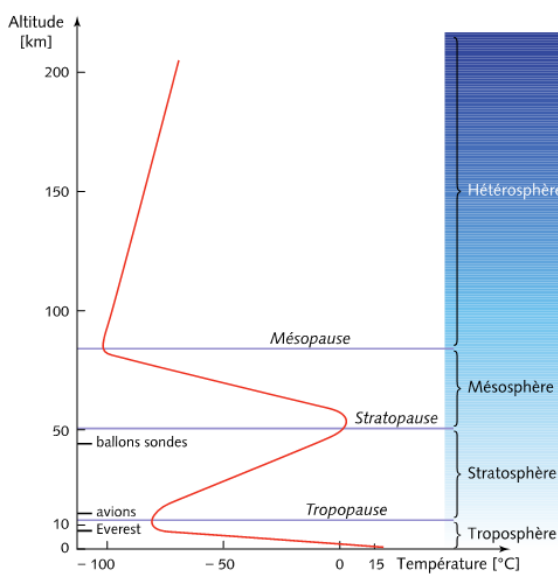 Altitude
[km]
200
150
100
50
10
0
Hétérosphère
Mésopause
Mésosphère
Stratopause
ballons sondes
Stratosphère
avions
Tropopause
Everest
Troposphère
– 100
– 50
0
15
Température [°C]